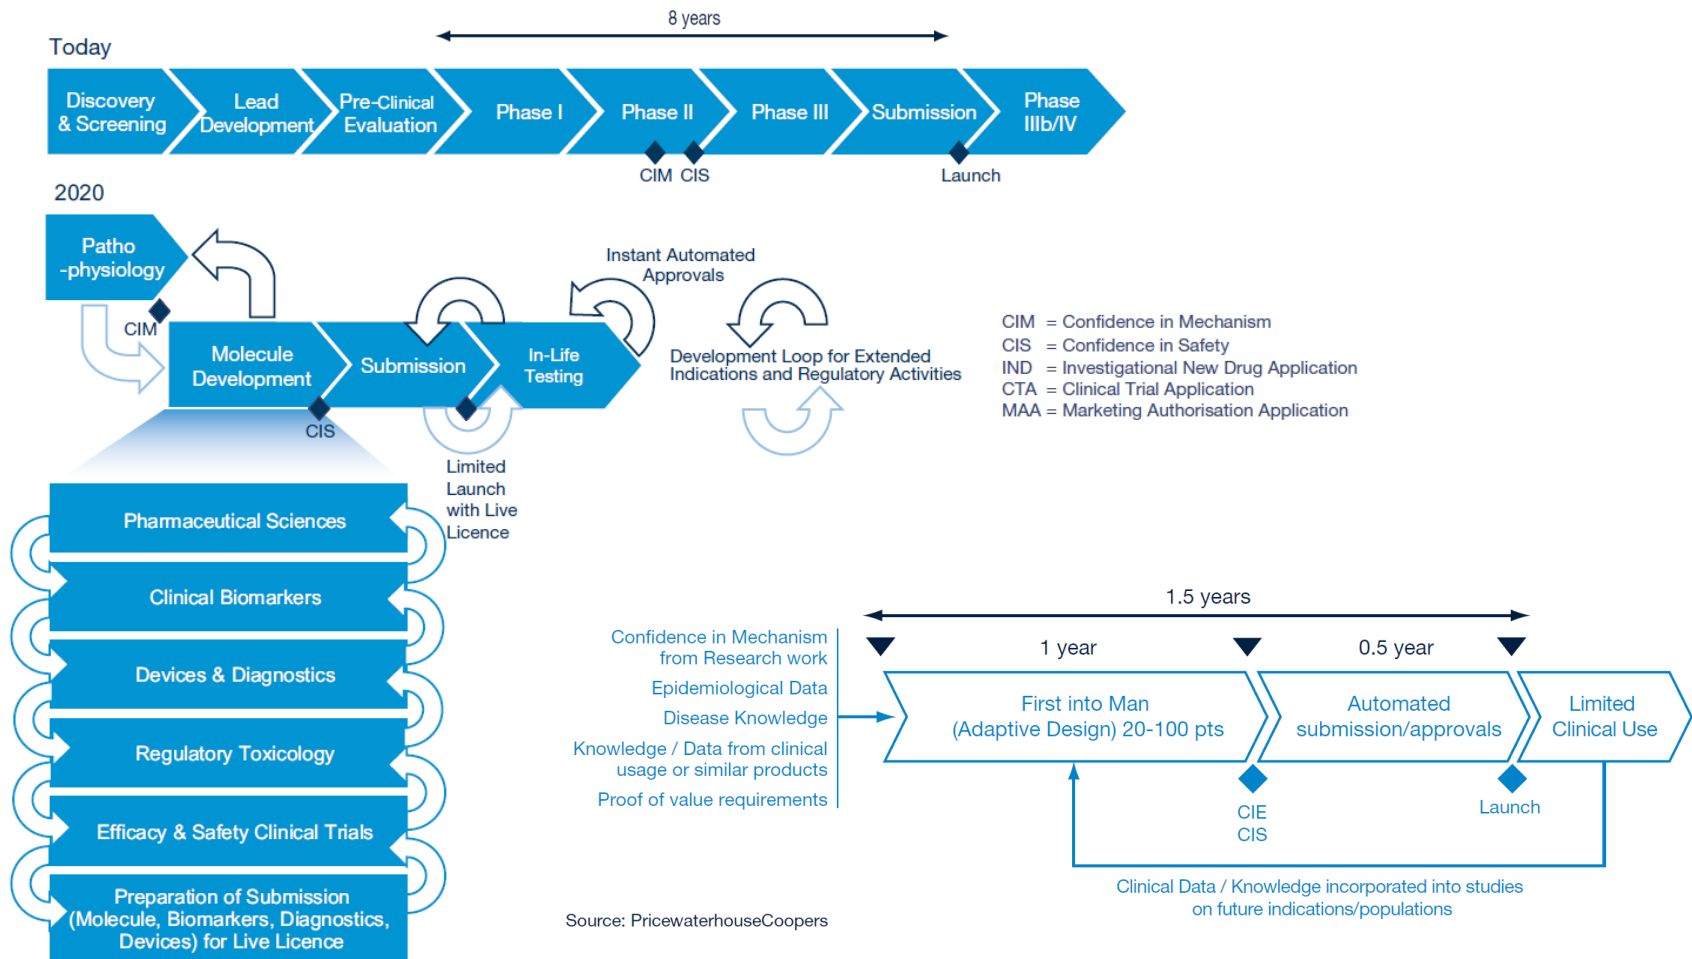 8 years
Today
Discovery
& Screening
Lead
Development
Pre-Clinical
Evaluation
Phase I
Phase II
Phase III
Submission
Phase
IIIb/IV
CIM
CIS
Launch
2020
Patho
-physiology
CIM
Molecule
Development
Submission
In-Life
Testing
CIS
Instant Automated
Approvals
Development Loop for Extended
Indications and Regulatory Activities
Limited
Launch
with Live
Licence
CIM = Confidence in Mechanism
CIS = Confidence in Safety
IND = Investigational New Drug Application
CTA = Clinical Trial Application
MAA = Marketing Authorisation Application
Pharmaceutical Sciences
Clinical Biomarkers
Devices & Diagnostics
Regulatory Toxicology
Efficacy & Safety Clinical Trials
Preparation of Submission
(Molecule, Biomarkers, Diagnostics,
Devices) for Live Licence
1.5 years
1 year
0.5 year
Confidence in Mechanism
from Research work
Epidemiological Data
Disease Knowledge
Knowledge / Data from clinical
usage or similar products
Proof of value requirements
First into Man
(Adaptive Design) 20-100 pts
Automated
submission/approvals
Limited
Clinical Use
CIE
CIS
Launch
Clinical Data / Knowledge incorporated into studies
on future indications/populations
Source: PricewaterhouseCoopers